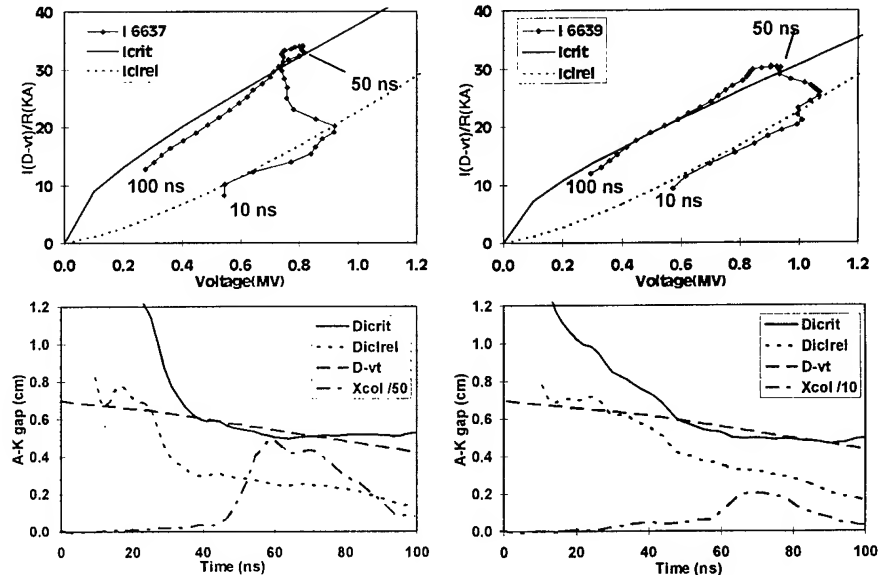 I(D-vt)/R(KA)
40
30
20
10
0
I 6637
Icrit
Iclrel
50 ns
100 ns
10 ns
0.0 0.2 0.4 0.6 0.8 1.0 1.2
Voltage(MV)
I(D-vt)/R(KA)
40
30
20
10
0
I 6639
Icrit
Iclrel
50 ns
100 ns
10 ns
0.0 0.2 0.4 0.6 0.8 1.0 1.2
Voltage(MV)
A-K gap (cm)
1.2
1.0
0.8
0.6
0.4
0.2
0.0
Dicrit
Diclrel
D-vt
Xcol /50
0 20 40 60 80 100
Time (ns)
A-K gap (cm)
1.2
1.0
0.8
0.6
0.4
0.2
0.0
Dicrit
Diclrel
D-vt
Xcol /10
0 20 40 60 80 100
Time (ns)